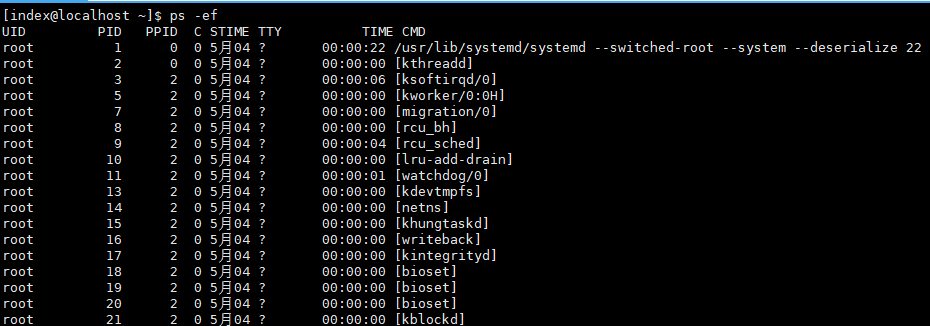 [index@localhost ~]$ ps -ef
UID        PID  PPID  C STIME TTY          TIME CMD
root         1     0  0 5月04 ?        00:00:22 /usr/lib/systemd/systemd --switched-root --system --deserialize 22
root         2     0  0 5月04 ?        00:00:00 [kthreadd]
root         3     2  0 5月04 ?        00:00:06 [ksoftirqd/0]
root         5     2  0 5月04 ?        00:00:00 [kworker/0:0H]
root         7     2  0 5月04 ?        00:00:00 [migration/0]
root         8     2  0 5月04 ?        00:00:00 [rcu_bh]
root         9     2  0 5月04 ?        00:00:04 [rcu_sched]
root        10     2  0 5月04 ?        00:00:00 [lru-add-drain]
root        11     2  0 5月04 ?        00:00:01 [watchdog/0]
root        13     2  0 5月04 ?        00:00:00 [kdevtmpfs]
root        14     2  0 5月04 ?        00:00:00 [netns]
root        15     2  0 5月04 ?        00:00:00 [khungtaskd]
root        16     2  0 5月04 ?        00:00:00 [writeback]
root        17     2  0 5月04 ?        00:00:00 [kintegrityd]
root        18     2  0 5月04 ?        00:00:00 [bioset]
root        19     2  0 5月04 ?        00:00:00 [bioset]
root        20     2  0 5月04 ?        00:00:00 [bioset]
root        21     2  0 5月04 ?        00:00:00 [kblockd]